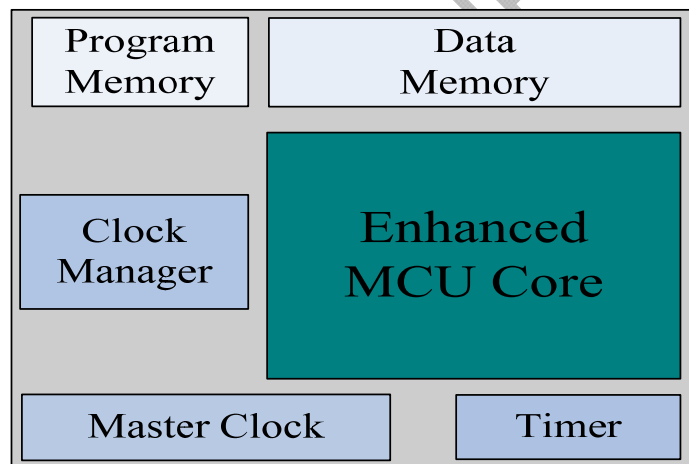 Program
Memory
Data
Memory
Clock
Manager
Enhanced
MCU Core
Master Clock
Timer